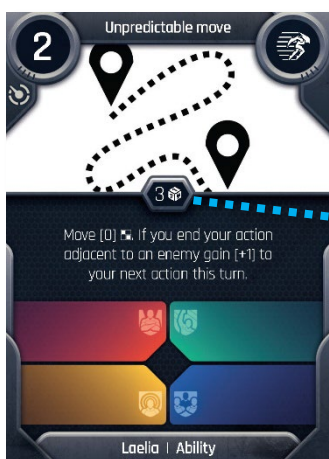 Unpredictable move
2
3
Move [0] . If you end your action
adjacent to an enemy gain [+1] to
your next action this turn.
Laelia | Ability